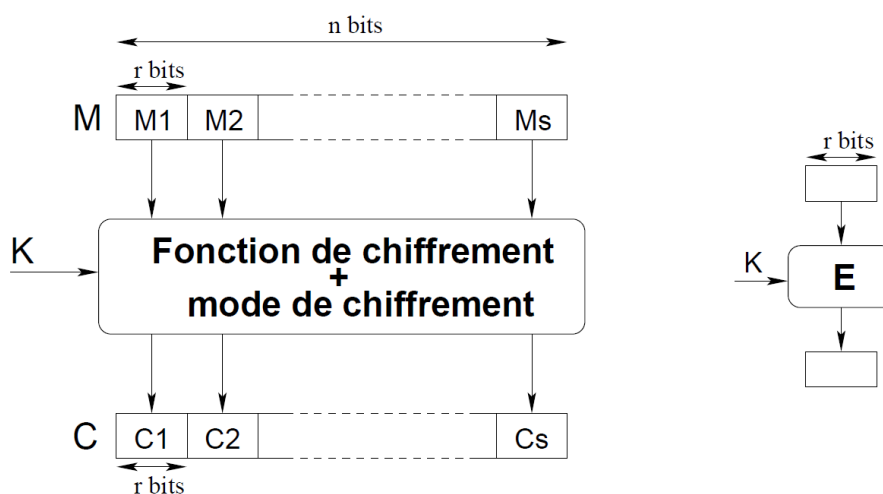 n bits
r bits
r bits
M M1 M2 Ms
K
Fonction de chiffrement
+
mode de chiffrement
K
E
C C1 C2 Cs
r bits